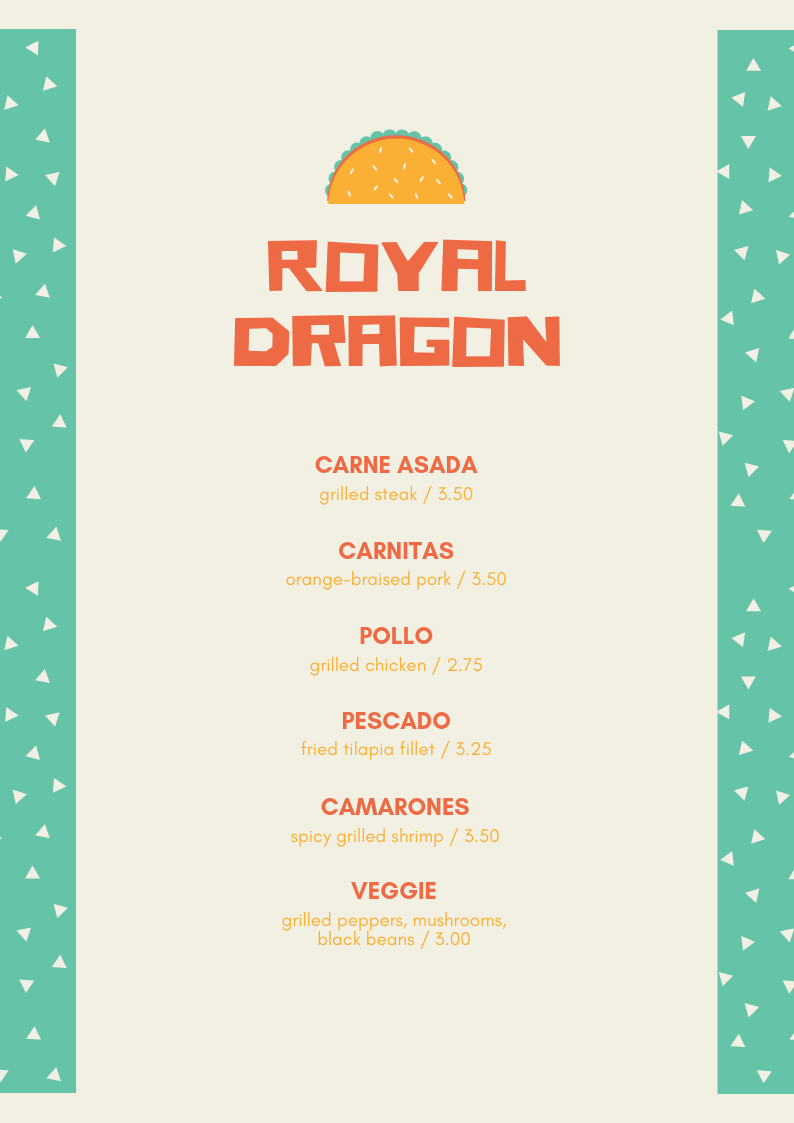 ROYAL
DRAGON
CARNE ASADA
grilled steak / 3.50
CARNITAS
orange-braised pork / 3.50
POLLO
grilled chicken / 2.75
PESCADO
fried tilapia fillet / 3.25
CAMARONES
spicy grilled shrimp / 3.50
VEGGIE
grilled peppers, mushrooms,
black beans / 3.00